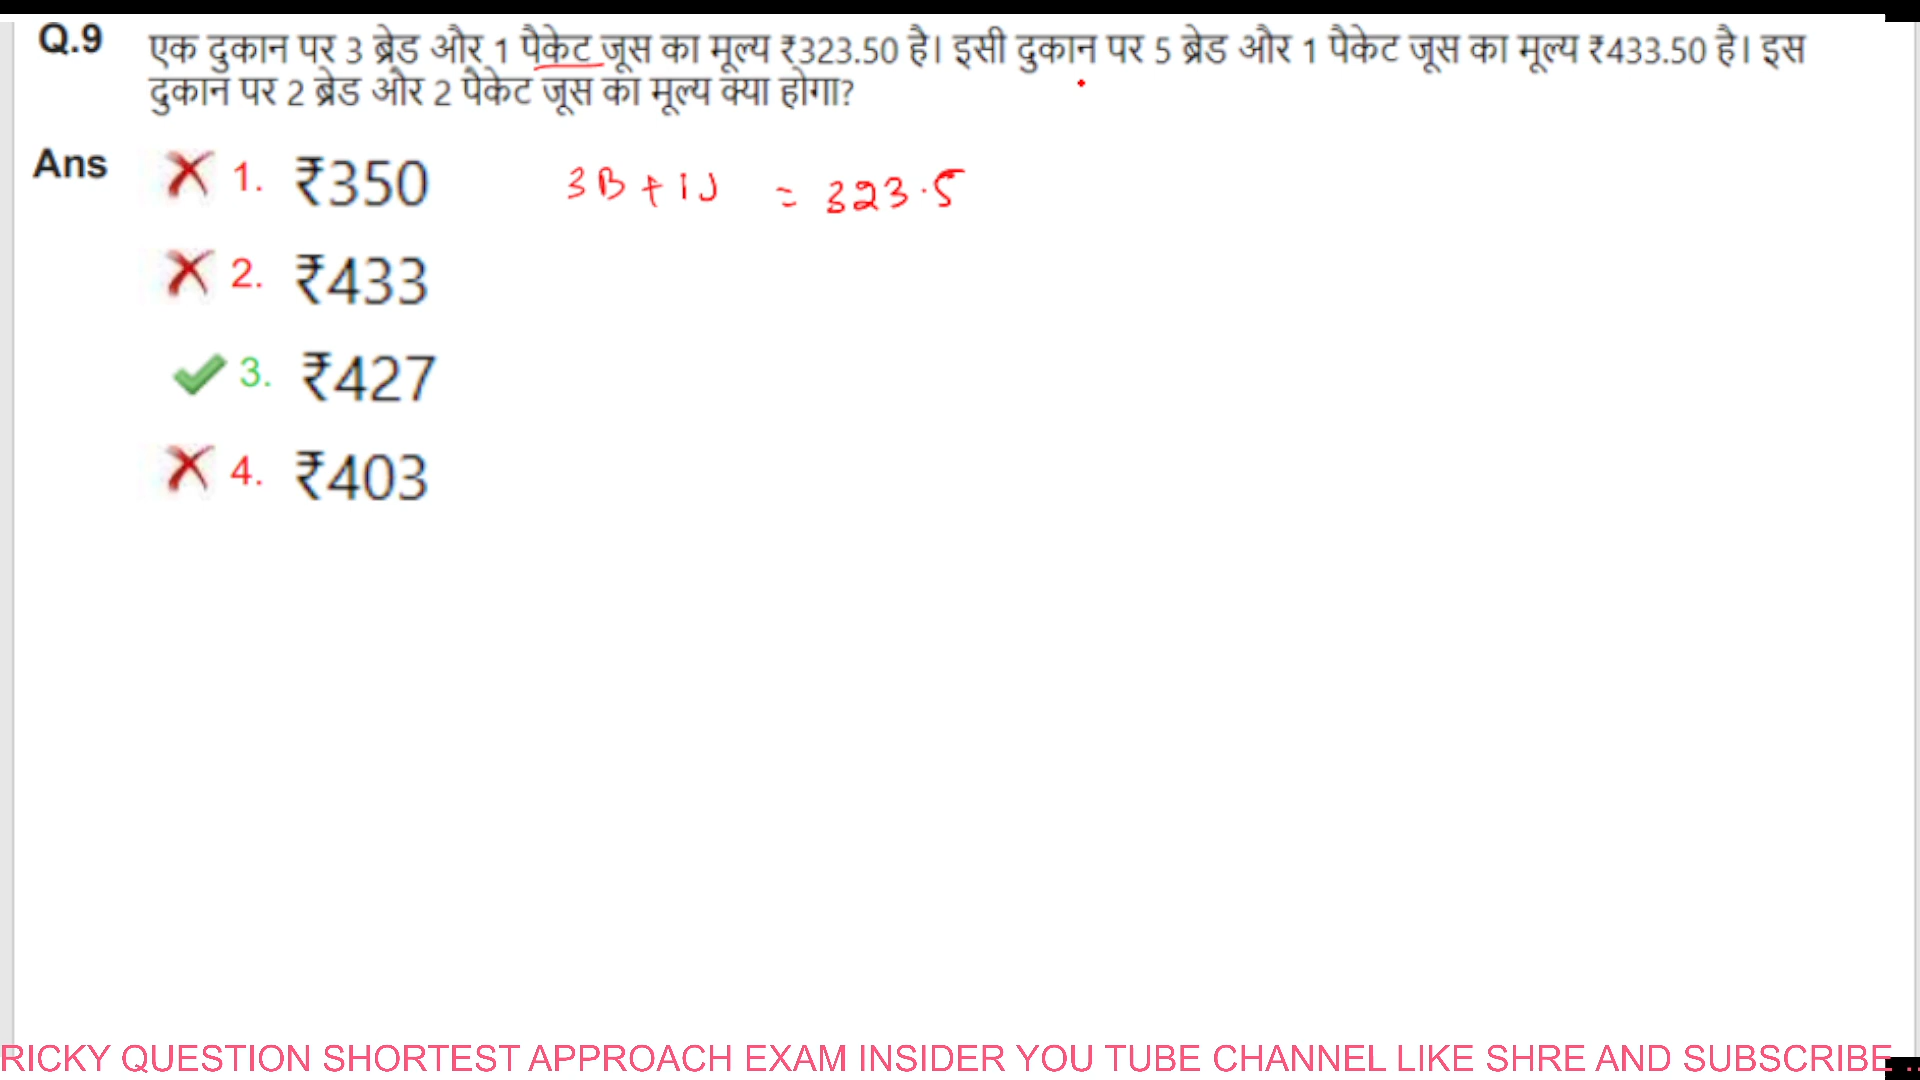 Q.9 एक दुकान पर 3 ब्रेड और 1 पैकेट जूस का मूल्य ₹323.50 है। इसी दुकान पर 5 ब्रेड और 1 पैकेट जूस का मूल्य ₹433.50 है। इस
दुकान पर 2 ब्रेड और 2 पैकेट जूस का मूल्य क्या होगा?
Ans 1. ₹350 3B + 1J = 323.5
2. ₹433
3. ₹427
4. ₹403
RICKY QUESTION SHORTEST APPROACH EXAM INSIDER YOU TUBE CHANNEL LIKE SHRE AND SUBSCRIBE ..